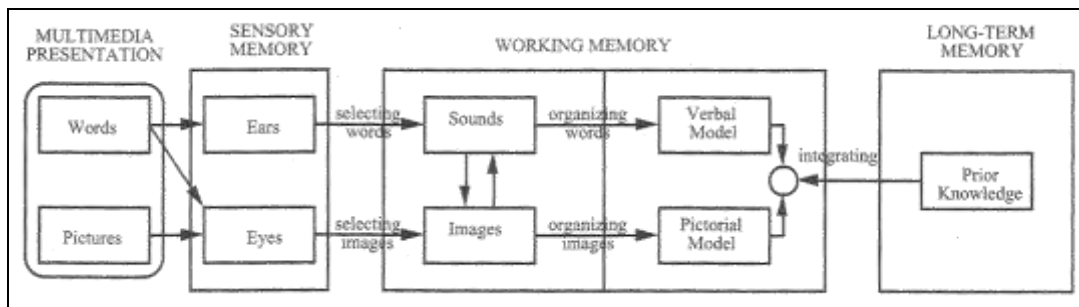 MULTIMEDIA
PRESENTATION
SENSORY
MEMORY
WORKING MEMORY
LONG-TERM
MEMORY
Words
Ears
selecting
words
Sounds
organizing
words
Verbal
Model
integrating
Prior
Knowledge
Pictures
Eyes
selecting
images
Images
organizing
images
Pictorial
Model